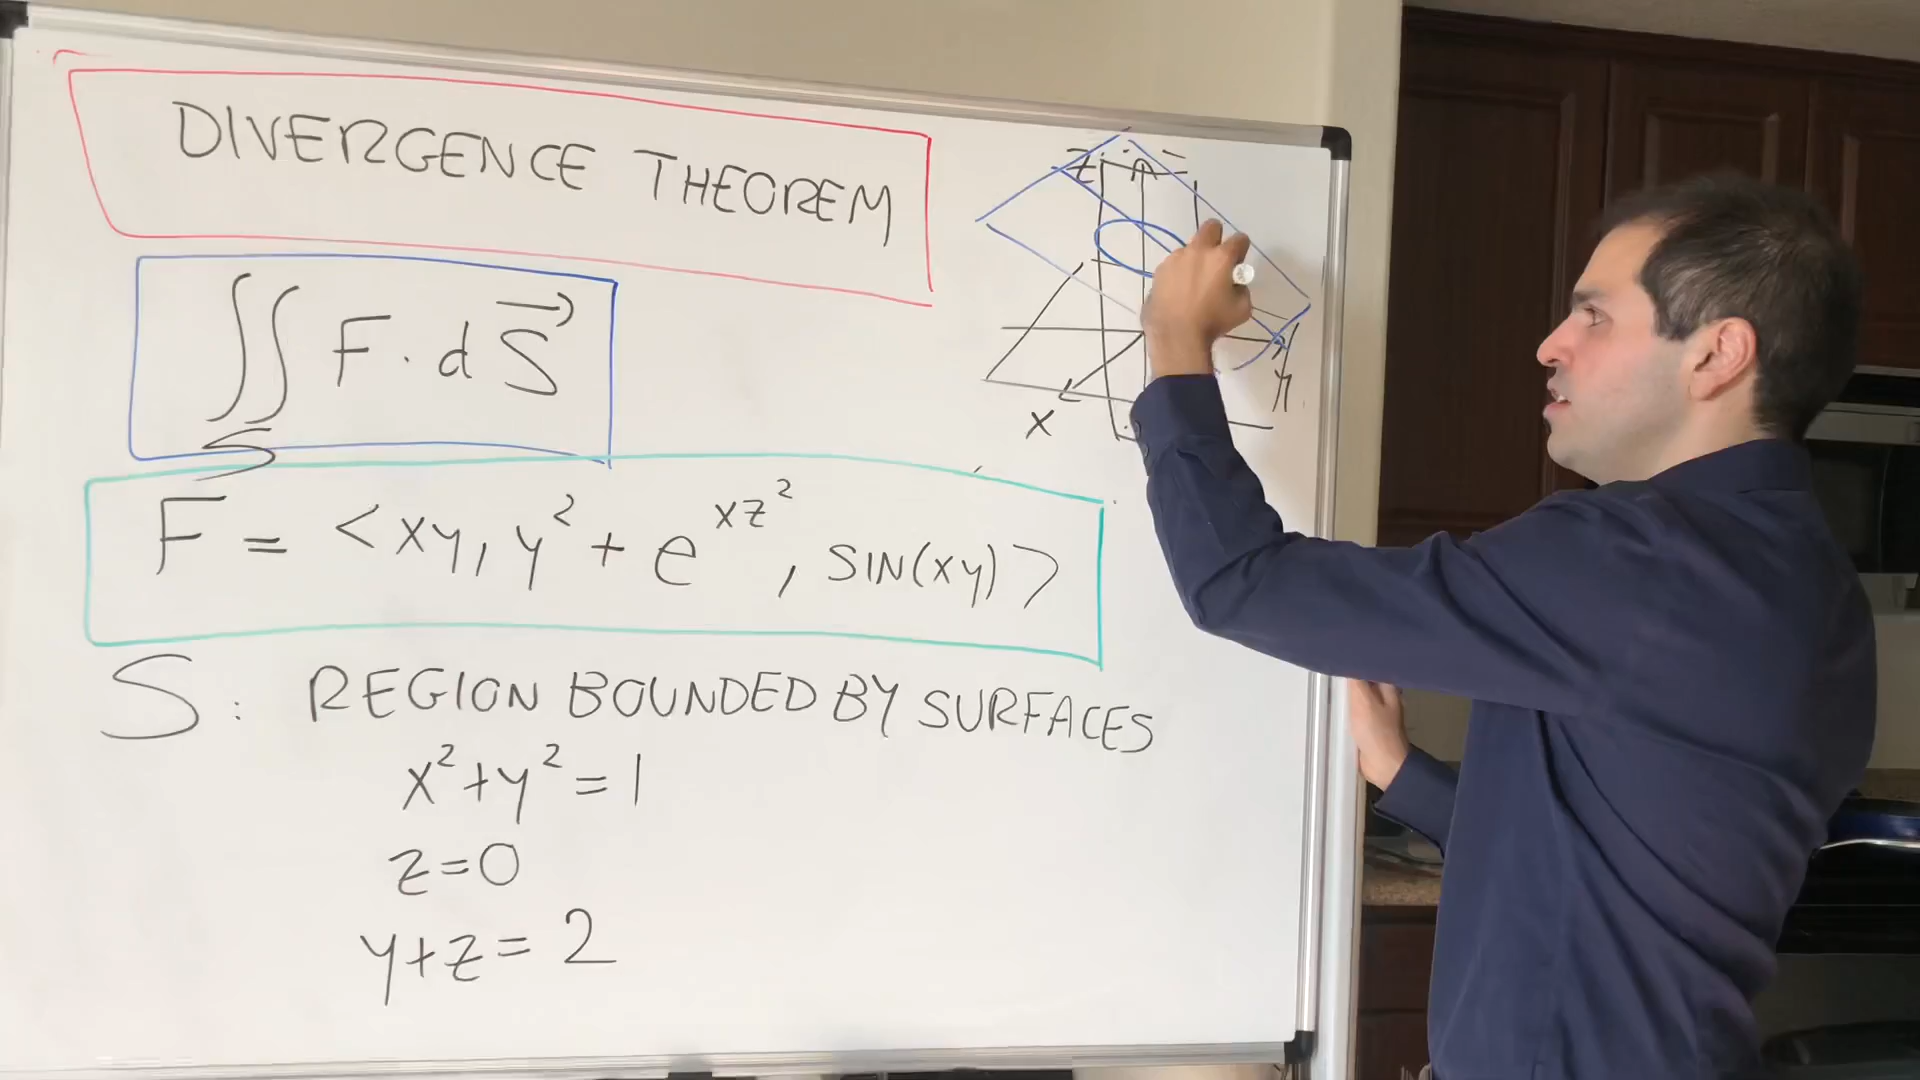 DIVERGENCE THEOREM
∬ F · dS⃗
S
F = <xy, y² + e^{xz²}, SIN(xy)>
S : REGION BOUNDED BY SURFACES
x² + y² = 1
z = 0
y + z = 2
z
x
y